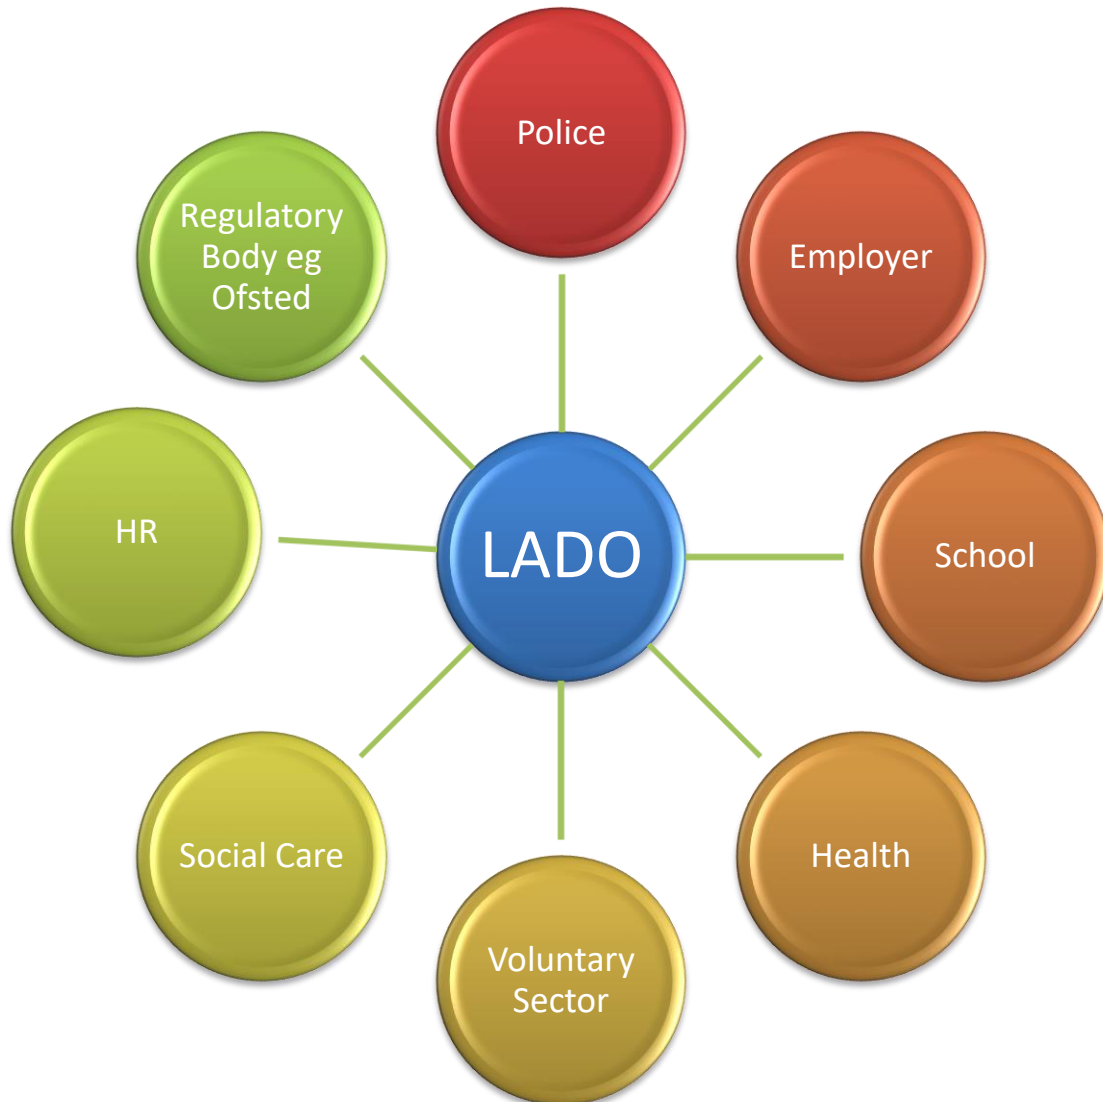 Police
Regulatory
Body eg
Ofsted
Employer
HR
LADO
School
Social Care
Health
Voluntary
Sector